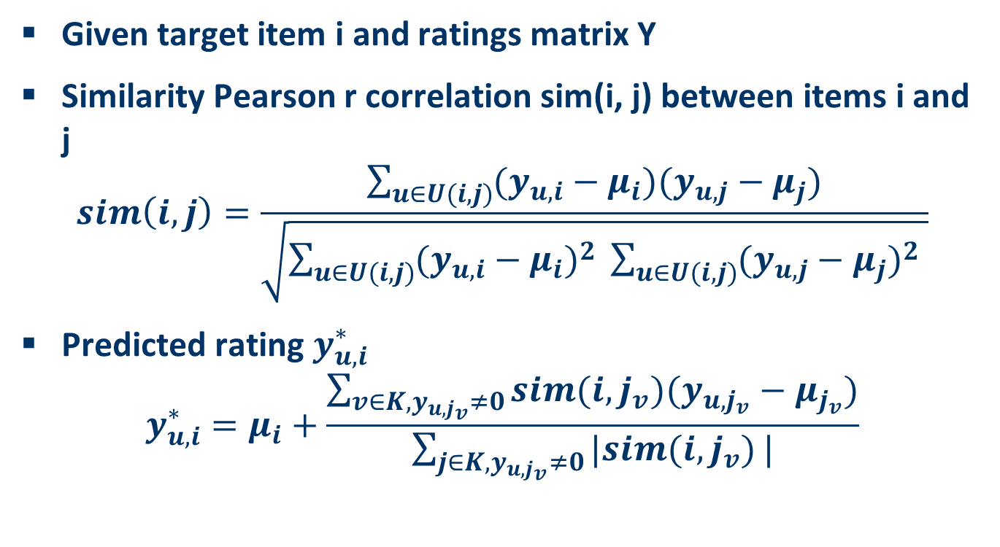 ▪ Given target item i and ratings matrix Y
▪ Similarity Pearson r correlation sim(i, j) between items i and
j
$sim(i,j) = \frac{\sum_{u \in U(i,j)}(y_{u,i} - \mu_i)(y_{u,j} - \mu_j)}{\sqrt{\sum_{u \in U(i,j)}(y_{u,i} - \mu_i)^2 \sum_{u \in U(i,j)}(y_{u,j} - \mu_j)^2}}$
▪ Predicted rating $y^*_{u,i}$
$y^*_{u,i} = \mu_i + \frac{\sum_{v \in K, y_{u,j_v} \neq 0} sim(i,j_v)(y_{u,j_v} - \mu_{j_v})}{\sum_{j \in K, y_{u,j_v} \neq 0} |sim(i,j_v)|}$